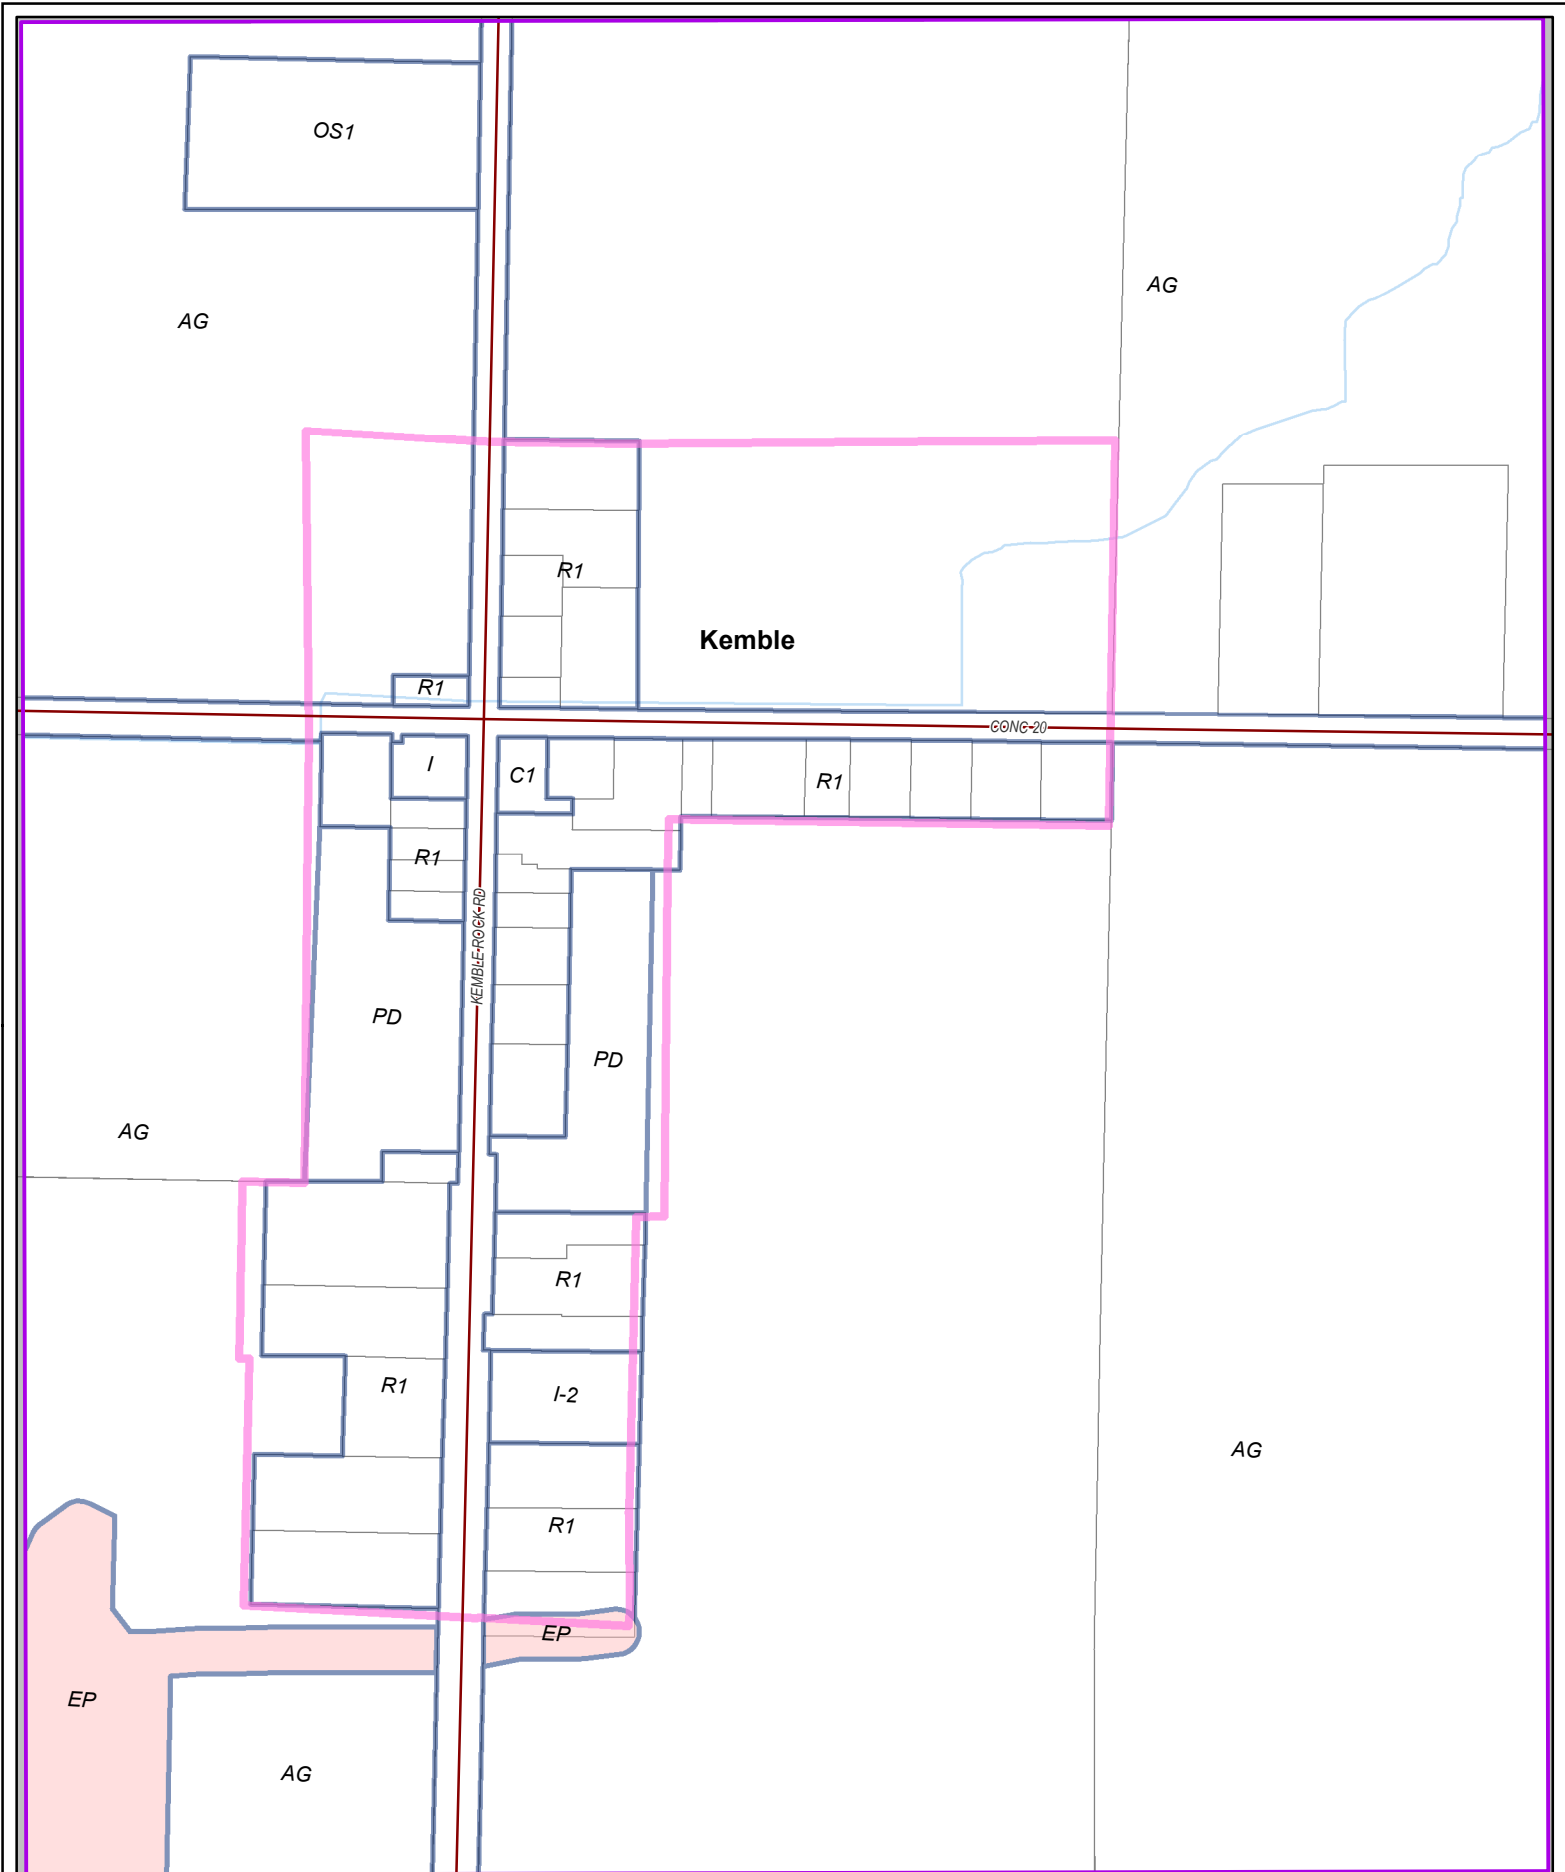 OS1
AG
AG
R1
Kemble
R1
CONC 20
I
C1
R1
R1
KEMBLE ROCK RD
PD
PD
AG
R1
R1
I-2
AG
R1
EP
EP
AG